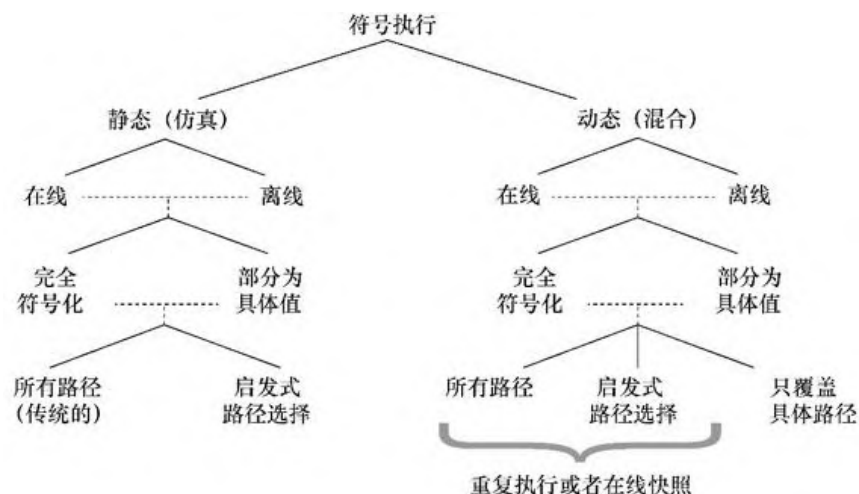 符号执行
静态（仿真） 动态（混合）
在线 离线 在线 离线
完全 部分为 完全 部分为
符号化 具体值 符号化 具体值
所有路径 启发式 所有路径 启发式 只覆盖
(传统的) 路径选择 路径选择 具体路径
重复执行或者在线快照